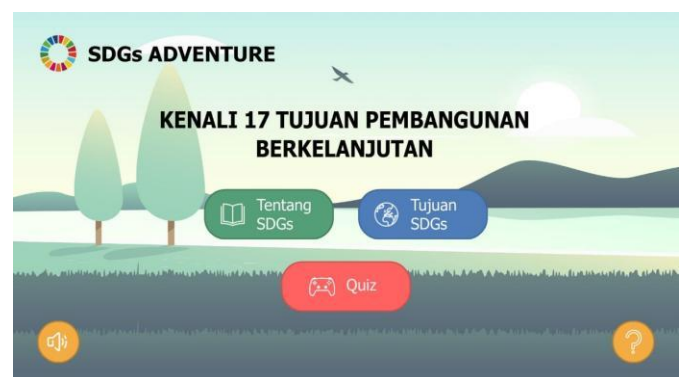 SDGs ADVENTURE
KENALI 17 TUJUAN PEMBANGUNAN
BERKELANJUTAN
Tentang
SDGs
Tujuan
SDGs
Quiz
?